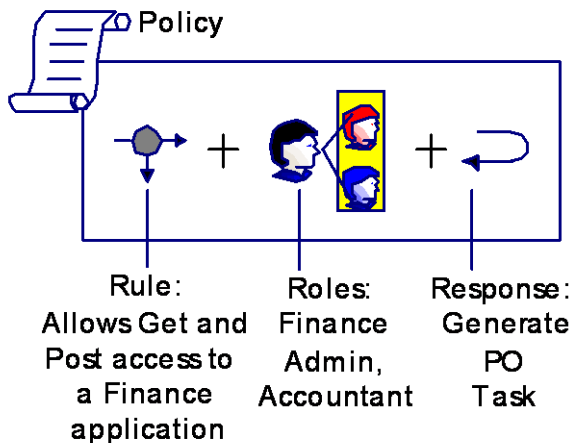 Policy
+
+
Rule:
Allows Get and
Post access to
a Finance
application
Roles:
Finance
Admin,
Accountant
Response:
Generate
PO
Task